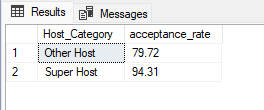 Results Messages
Host_Category acceptance_rate
1 Other Host 79.72
2 Super Host 94.31